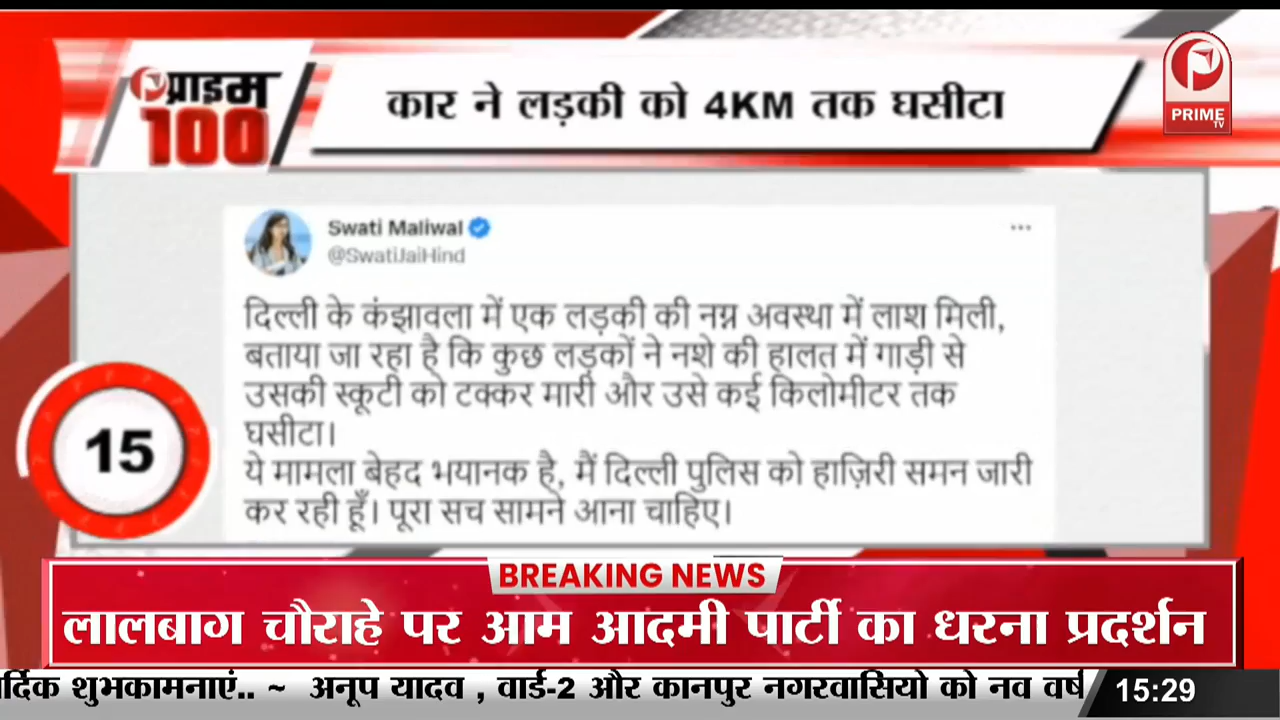 प्राइम
100
कार ने लड़की को 4KM तक घसीटा
PRIME
TV
Swati Maliwal
@SwatiJaiHind
दिल्ली के कंझावला में एक लड़की की नग्न अवस्था में लाश मिली,
बताया जा रहा है कि कुछ लड़कों ने नशे की हालत में गाड़ी से
उसकी स्कूटी को टक्कर मारी और उसे कई किलोमीटर तक
घसीटा।
ये मामला बेहद भयानक है, मैं दिल्ली पुलिस को हाज़िरी समन जारी
कर रही हूँ। पूरा सच सामने आना चाहिए।
15
BREAKING NEWS
लालबाग चौराहे पर आम आदमी पार्टी का धरना प्रदर्शन
र्दिक शुभकामनाएं.. ~ अनूप यादव , वार्ड-2 और कानपुर नगरवासियो को नव वर्ष
15:29